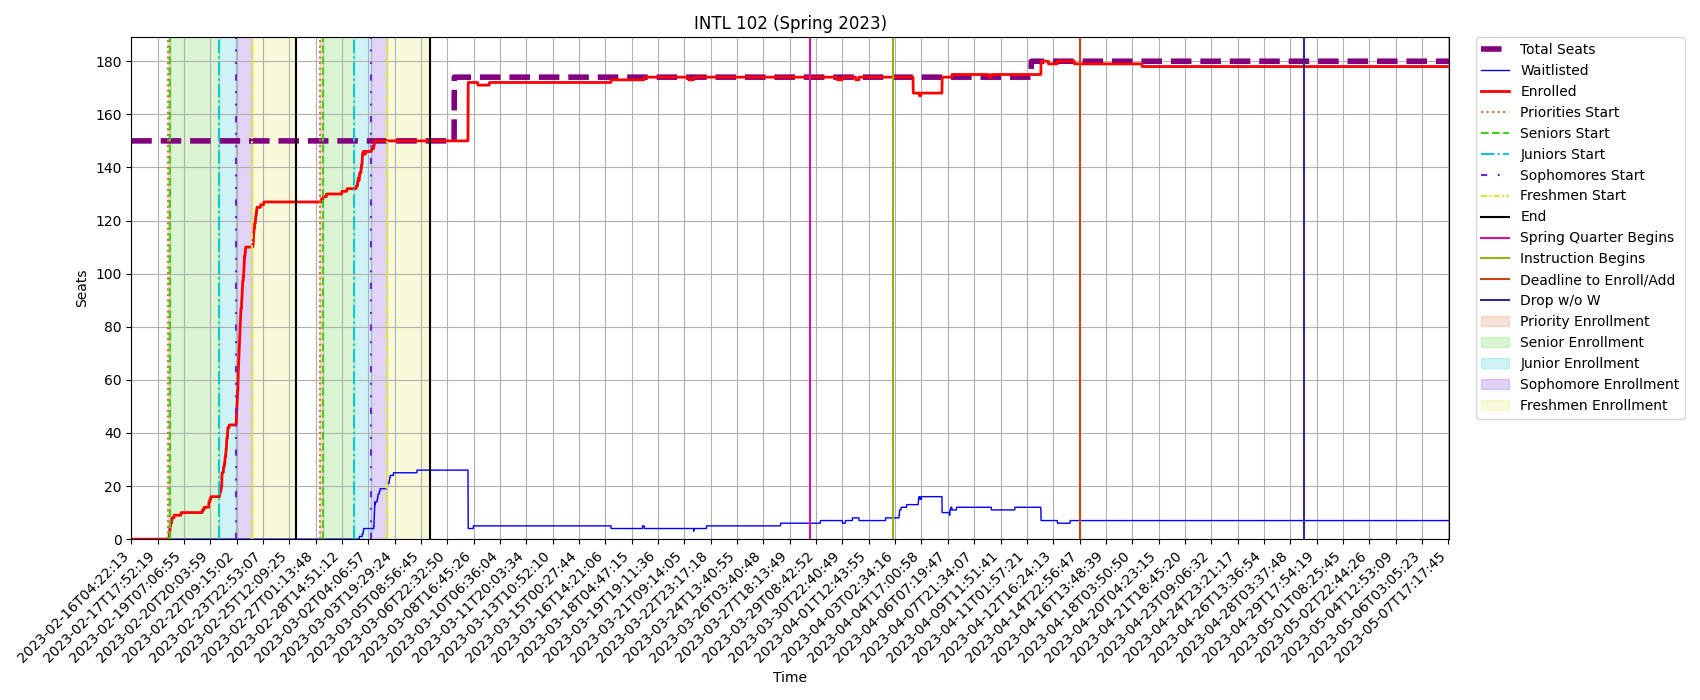 INTL 102 (Spring 2023)
Seats
180
160
140
120
100
80
60
40
20
0
2023-02-16T04:22:13
2023-02-17T17:52:19
2023-02-19T07:06:55
2023-02-20T20:03:59
2023-02-22T09:15:02
2023-02-23T22:53:07
2023-02-25T12:09:25
2023-02-27T01:13:48
2023-02-28T14:51:12
2023-03-02T04:06:57
2023-03-03T19:29:24
2023-03-05T08:56:45
2023-03-06T22:32:50
2023-03-08T16:45:26
2023-03-10T06:36:04
2023-03-11T20:03:34
2023-03-13T10:52:10
2023-03-15T00:27:44
2023-03-16T14:21:06
2023-03-18T04:47:15
2023-03-19T19:11:36
2023-03-21T09:14:05
2023-03-22T23:17:18
2023-03-24T13:40:55
2023-03-26T03:40:48
2023-03-27T18:13:49
2023-03-29T08:42:52
2023-03-30T22:40:49
2023-04-01T12:43:55
2023-04-03T02:34:16
2023-04-04T17:00:58
2023-04-06T07:19:47
2023-04-07T21:34:07
2023-04-09T11:51:41
2023-04-11T01:57:21
2023-04-12T16:24:13
2023-04-14T22:56:47
2023-04-16T13:48:39
2023-04-18T03:50:50
2023-04-20T04:23:15
2023-04-21T18:45:20
2023-04-23T09:06:32
2023-04-24T23:21:17
2023-04-26T13:36:54
2023-04-28T03:37:48
2023-04-29T17:54:19
2023-05-01T08:25:45
2023-05-02T22:44:26
2023-05-04T12:53:09
2023-05-06T03:05:23
2023-05-07T17:17:45
Time
Total Seats
Waitlisted
Enrolled
Priorities Start
Seniors Start
Juniors Start
Sophomores Start
Freshmen Start
End
Spring Quarter Begins
Instruction Begins
Deadline to Enroll/Add
Drop w/o W
Priority Enrollment
Senior Enrollment
Junior Enrollment
Sophomore Enrollment
Freshmen Enrollment